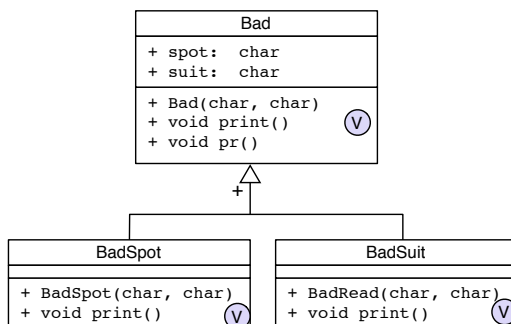 Bad
+ spot: char
+ suit: char
+ Bad(char, char)
+ void print()
V
+ void pr()
+
BadSpot
+ BadSpot(char, char)
+ void print()
V
BadSuit
+ BadRead(char, char)
+ void print()
V